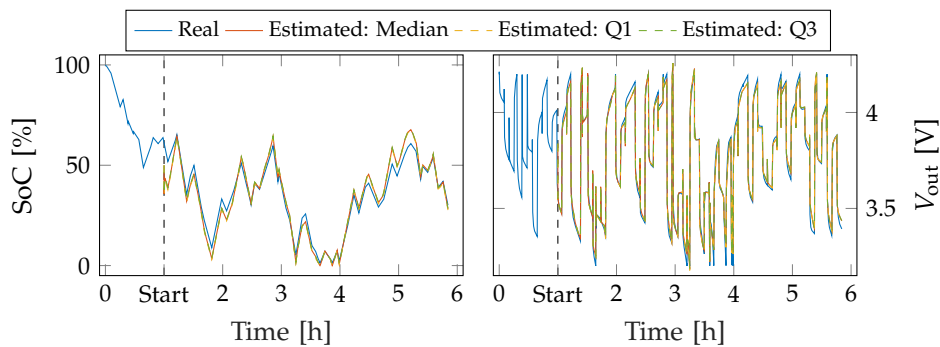 Real Estimated: Median Estimated: Q1 Estimated: Q3
100
50
0
SoC [%]
0 Start 2 3 4 5 6
Time [h]
4
3.5
V_out [V]
0 Start 2 3 4 5 6
Time [h]